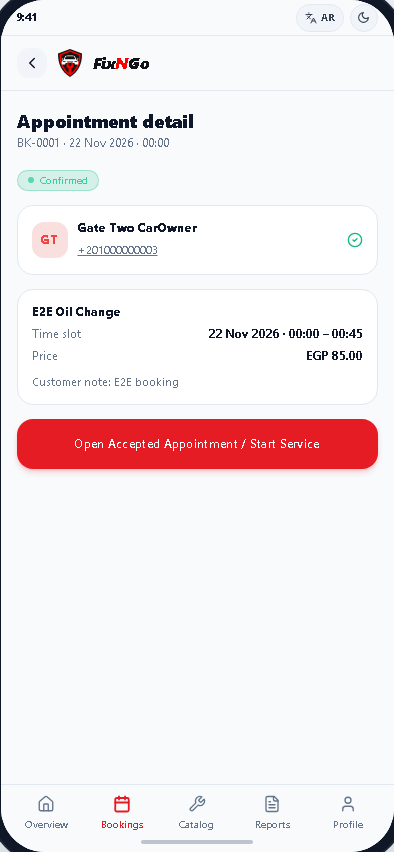 9:41
AR
FixNGo
Appointment detail
BK-0001 · 22 Nov 2026 · 00:00
Confirmed
GT
Gate Two CarOwner
+201000000003
E2E Oil Change
Time slot 22 Nov 2026 · 00:00 – 00:45
Price EGP 85.00
Customer note: E2E booking
Open Accepted Appointment / Start Service
Overview Bookings Catalog Reports Profile